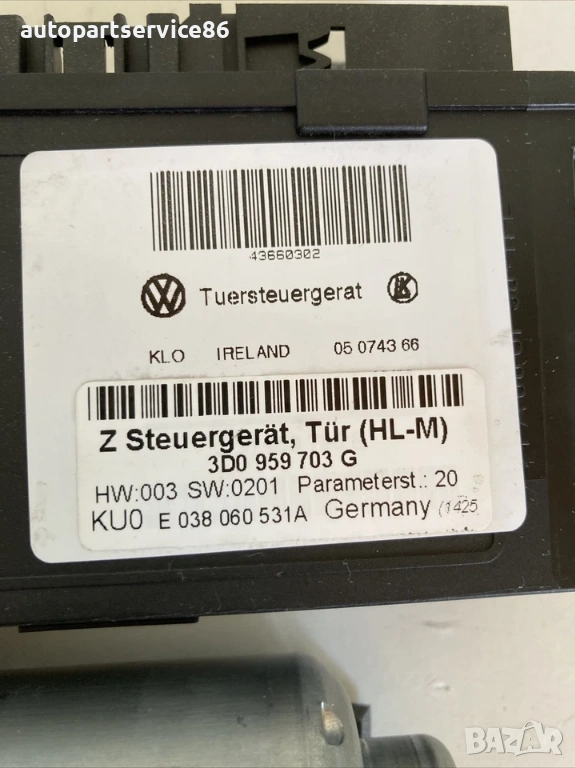 autopartservice86
43660302
Tuersteuergerat
KLO IRELAND 05 0743 66
Z Steuergerät, Tür (HL-M)
3D0 959 703 G
HW:003 SW:0201 Parameterst.: 20
KU0 E 038 060 531A Germany (1425
BAZAR